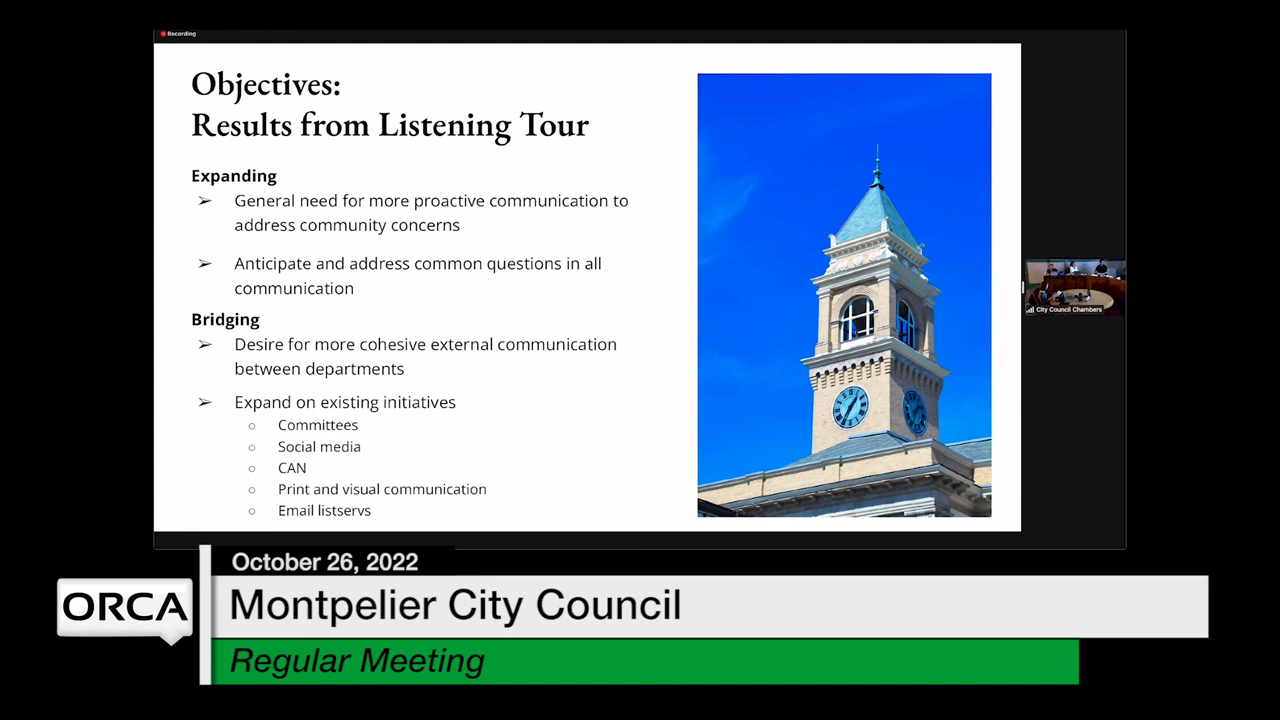 Recording
Objectives:
Results from Listening Tour
Expanding
➢ General need for more proactive communication to
address community concerns
➢ Anticipate and address common questions in all
communication
Bridging
➢ Desire for more cohesive external communication
between departments
➢ Expand on existing initiatives
○ Committees
○ Social media
○ CAN
○ Print and visual communication
○ Email listservs
City Council Chambers
October 26, 2022
ORCA
Montpelier City Council
Regular Meeting